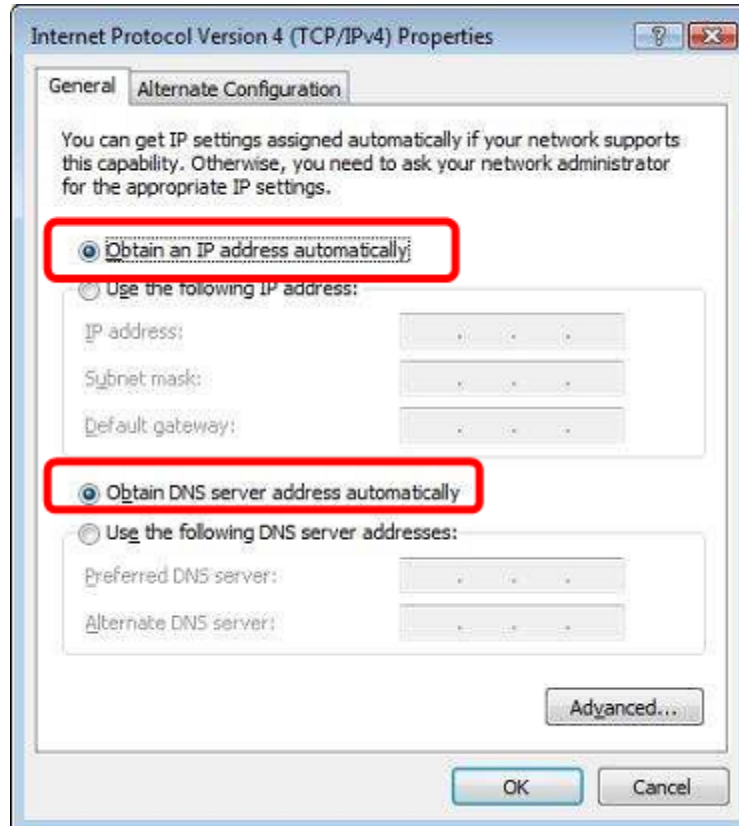 Internet Protocol Version 4 (TCP/IPv4) Properties
General
Alternate Configuration
You can get IP settings assigned automatically if your network supports
this capability. Otherwise, you need to ask your network administrator
for the appropriate IP settings.
Obtain an IP address automatically
Use the following IP address:
IP address:
Subnet mask:
Default gateway:
Obtain DNS server address automatically
Use the following DNS server addresses:
Preferred DNS server:
Alternate DNS server:
Advanced...
OK
Cancel